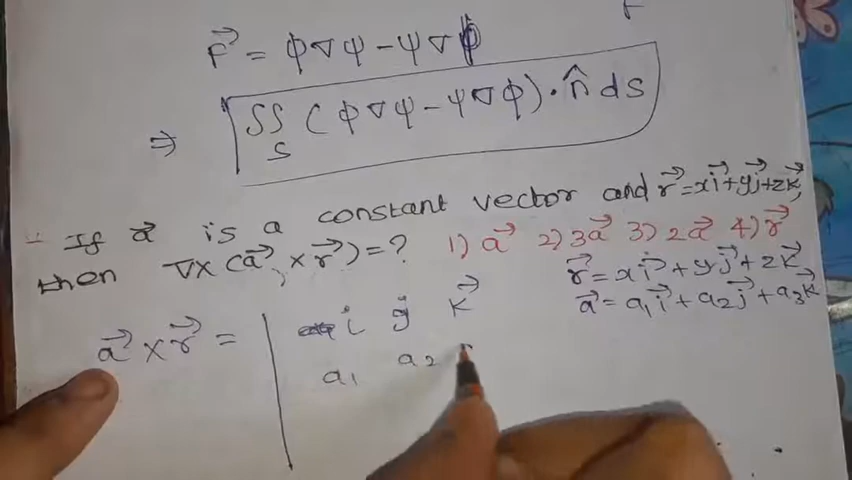 F⃗ = ϕ∇ψ - ψ∇ϕ
⇒ ∬S (ϕ∇ψ - ψ∇ϕ)·n̂ ds
If a⃗ is a constant vector and r⃗=xi⃗+yj⃗+zk⃗,
then ∇×(a⃗×r⃗)=? 1) a⃗ 2) 3a⃗ 3) 2a⃗ 4) r⃗
r⃗=xi⃗+yj⃗+zk⃗
a⃗=a₁i⃗+a₂j⃗+a₃k⃗
a⃗×r⃗ = | i j k⃗
a₁ a₂